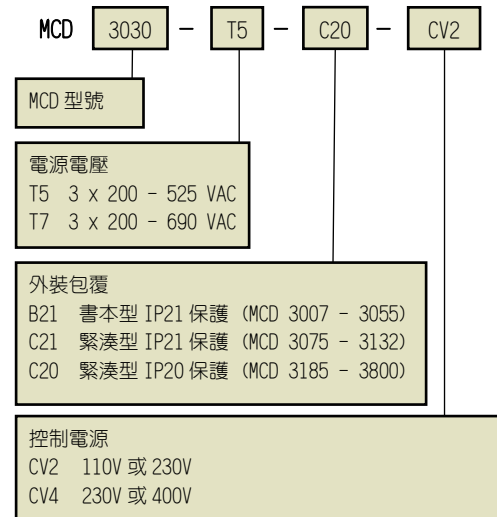 MCD 3030 - T5 - C20 - CV2
MCD 型號
電源電壓
T5 3 x 200 - 525 VAC
T7 3 x 200 - 690 VAC
外裝包覆
B21 書本型 IP21 保護 (MCD 3007 - 3055)
C21 緊湊型 IP21 保護 (MCD 3075 - 3132)
C20 緊湊型 IP20 保護 (MCD 3185 - 3800)
控制電源
CV2 110V 或 230V
CV4 230V 或 400V